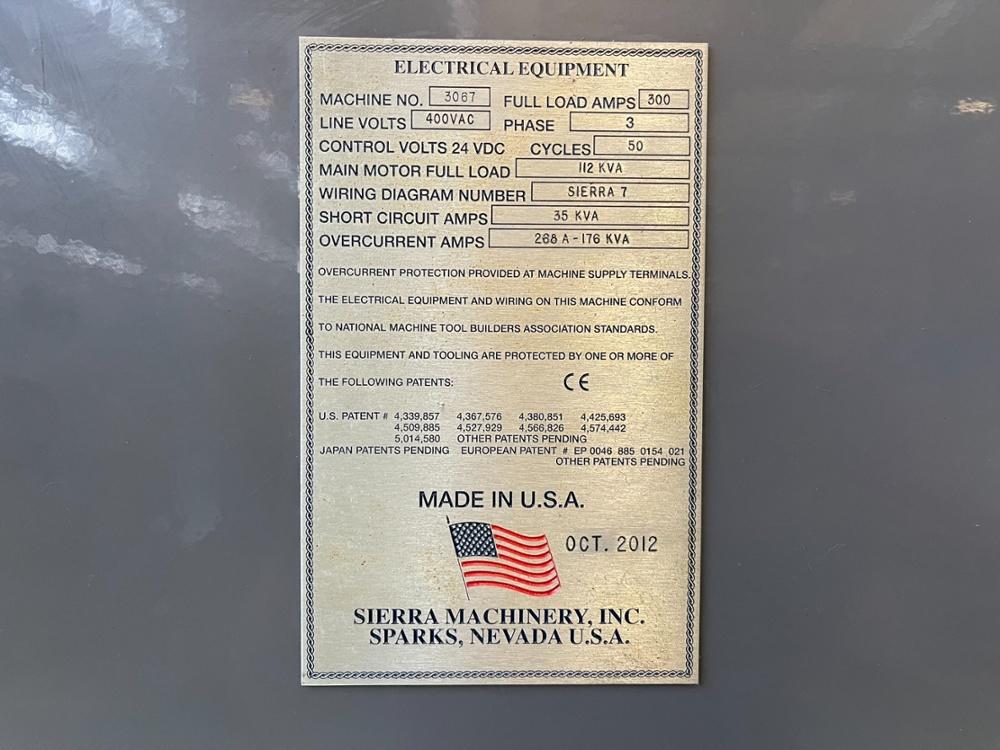 ELECTRICAL EQUIPMENT
MACHINE NO. 3067 FULL LOAD AMPS 300
LINE VOLTS 400VAC PHASE 3
CONTROL VOLTS 24 VDC CYCLES 50
MAIN MOTOR FULL LOAD 112 KVA
WIRING DIAGRAM NUMBER SIERRA 7
SHORT CIRCUIT AMPS 35 KVA
OVERCURRENT AMPS 268 A-176 KVA
OVERCURRENT PROTECTION PROVIDED AT MACHINE SUPPLY TERMINALS.
THE ELECTRICAL EQUIPMENT AND WIRING ON THIS MACHINE CONFORM
TO NATIONAL MACHINE TOOL BUILDERS ASSOCIATION STANDARDS.
THIS EQUIPMENT AND TOOLING ARE PROTECTED BY ONE OR MORE OF
THE FOLLOWING PATENTS: CE
U.S. PATENT # 4,339,857 4,367,576 4,380,851 4,425,693
4,509,885 4,527,929 4,566,826 4,574,442
5,014,580 OTHER PATENTS PENDING
JAPAN PATENTS PENDING EUROPEAN PATENT # EP 0046 885 0154 021
OTHER PATENTS PENDING
MADE IN U.S.A.
OCT. 2012
SIERRA MACHINERY, INC.
SPARKS, NEVADA U.S.A.